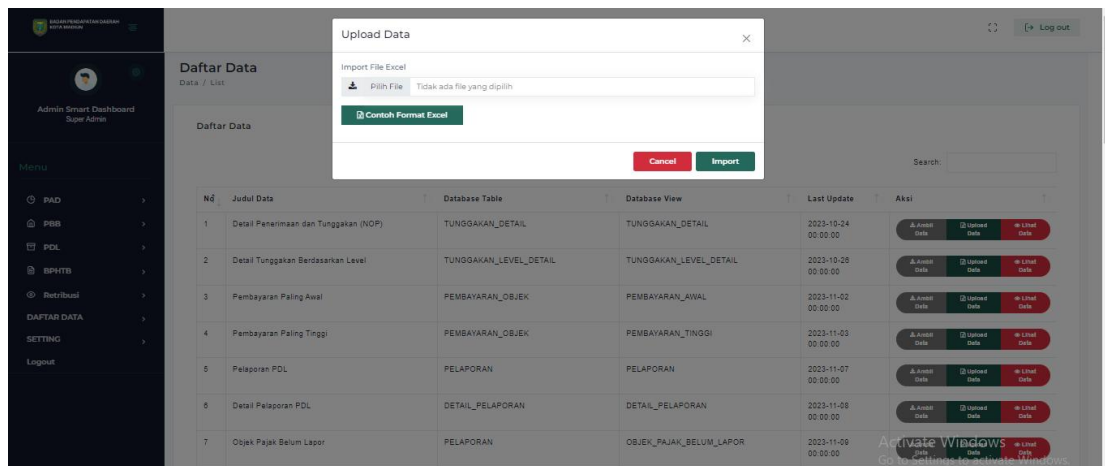 BADAN PENDAPATAN DAERAH
KOTA MADIUN
Log out
Admin Smart Dashboard
Super Admin
Menu
PAD
PBB
PDL
BPHTB
Retribusi
DAFTAR DATA
SETTING
Logout
Daftar Data
Data / List
Daftar Data
Upload Data
Import File Excel
Pilih File Tidak ada file yang dipilih
Contoh Format Excel
Cancel Import
Search:
No Judul Data Database Table Database View Last Update Aksi
1 Detail Penerimaan dan Tunggakan (NOP) TUNGGAKAN_DETAIL TUNGGAKAN_DETAIL 2023-10-24 00:00:00 Ambil Data Upload Data Lihat Data
2 Detail Tunggakan Berdasarkan Level TUNGGAKAN_LEVEL_DETAIL TUNGGAKAN_LEVEL_DETAIL 2023-10-26 00:00:00 Ambil Data Upload Data Lihat Data
3 Pembayaran Paling Awal PEMBAYARAN_OBJEK PEMBAYARAN_AWAL 2023-11-02 00:00:00 Ambil Data Upload Data Lihat Data
4 Pembayaran Paling Tinggi PEMBAYARAN_OBJEK PEMBAYARAN_TINGGI 2023-11-03 00:00:00 Ambil Data Upload Data Lihat Data
5 Pelaporan PDL PELAPORAN PELAPORAN 2023-11-07 00:00:00 Ambil Data Upload Data Lihat Data
6 Detail Pelaporan PDL DETAIL_PELAPORAN DETAIL_PELAPORAN 2023-11-08 00:00:00 Ambil Data Upload Data Lihat Data
7 Objek Pajak Belum Lapor PELAPORAN OBJEK_PAJAK_BELUM_LAPOR 2023-11-09 00:00:00 Data Data Lihat Data
Activate Windows
Go to Settings to activate Windows.